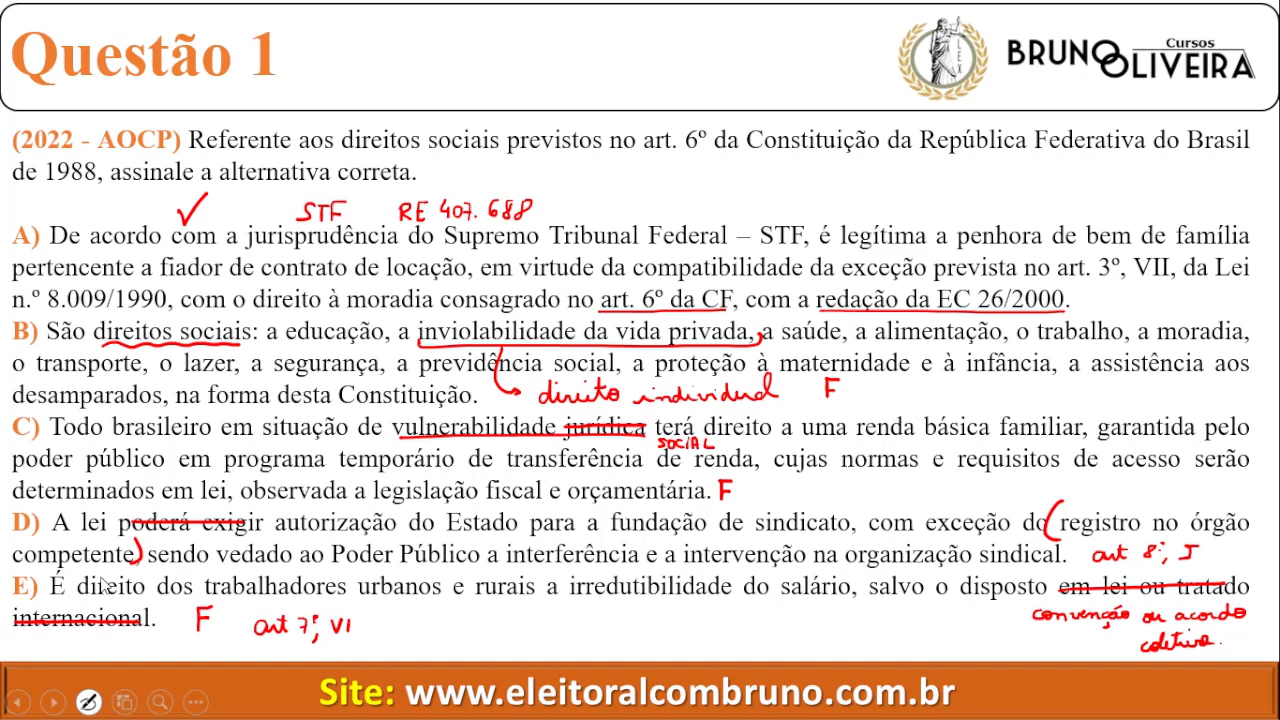 Questão 1
Cursos
BRUNO OLIVEIRA
LEX
(2022 - AOCP) Referente aos direitos sociais previstos no art. 6º da Constituição da República Federativa do Brasil
de 1988, assinale a alternativa correta.
STF RE 407.688
A) De acordo com a jurisprudência do Supremo Tribunal Federal – STF, é legítima a penhora de bem de família
pertencente a fiador de contrato de locação, em virtude da compatibilidade da exceção prevista no art. 3º, VII, da Lei
n.º 8.009/1990, com o direito à moradia consagrado no art. 6º da CF, com a redação da EC 26/2000.
B) São direitos sociais: a educação, a inviolabilidade da vida privada, a saúde, a alimentação, o trabalho, a moradia,
o transporte, o lazer, a segurança, a previdência social, a proteção à maternidade e à infância, a assistência aos
desamparados, na forma desta Constituição.
direito individual F
C) Todo brasileiro em situação de vulnerabilidade jurídica terá direito a uma renda básica familiar, garantida pelo
SOCIAL
poder público em programa temporário de transferência de renda, cujas normas e requisitos de acesso serão
determinados em lei, observada a legislação fiscal e orçamentária. F
D) A lei poderá exigir autorização do Estado para a fundação de sindicato, com exceção do (registro no órgão
competente,) sendo vedado ao Poder Público a interferência e a intervenção na organização sindical. art 8º, I
E) É direito dos trabalhadores urbanos e rurais a irredutibilidade do salário, salvo o disposto em lei ou tratado
internacional. F art 7º, VI
convenção ou acordo
coletivo.
Site: www.eleitoralcombruno.com.br